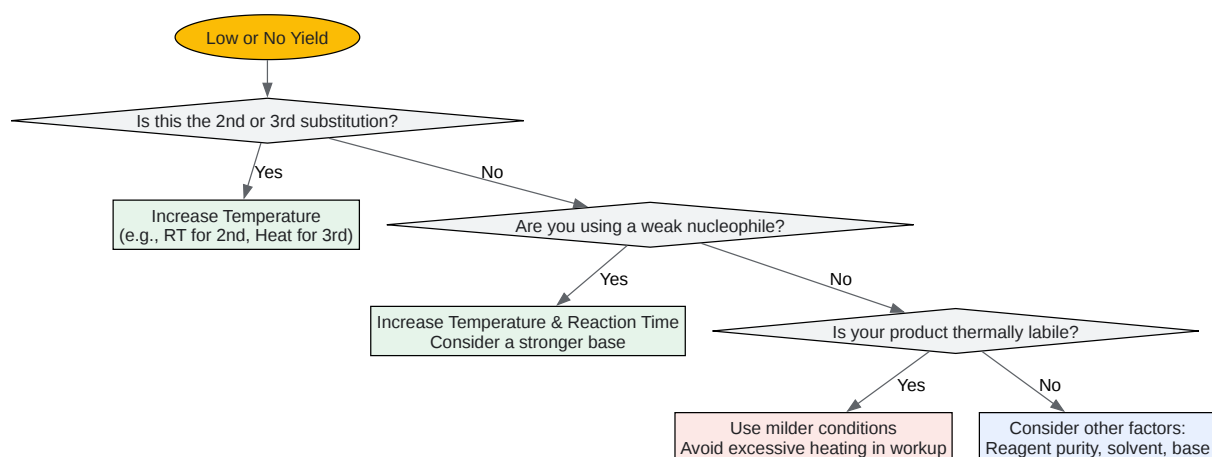 Low or No Yield
Is this the 2nd or 3rd substitution?
Yes
No
Increase Temperature
(e.g., RT for 2nd, Heat for 3rd)
Are you using a weak nucleophile?
Yes
No
Increase Temperature & Reaction Time
Consider a stronger base
Is your product thermally labile?
Yes
No
Use milder conditions
Avoid excessive heating in workup
Consider other factors:
Reagent purity, solvent, base